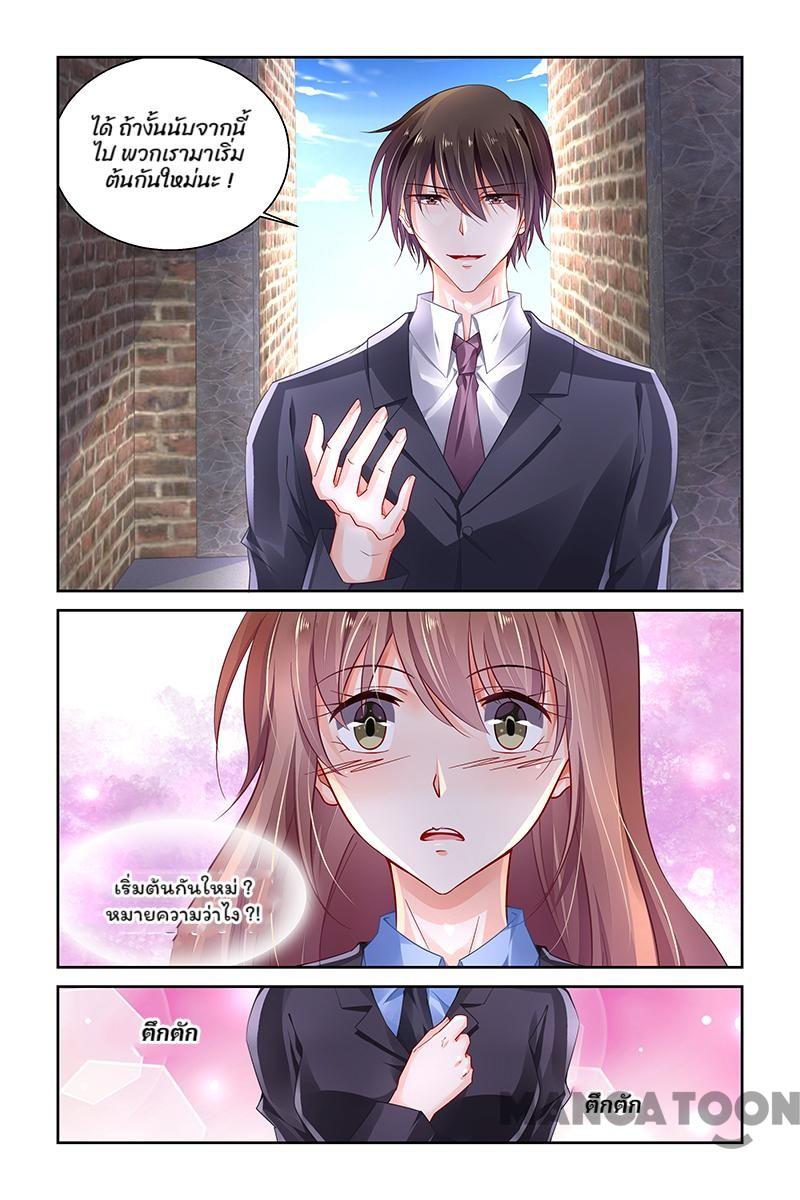 ได้ ถ้างั้นนับจากนี้
ไป พวกเรามาเริ่ม
ต้นกันใหม่นะ !
เริ่มต้นกันใหม่ ?
หมายความว่าไง ?!
ตึกตัก
ตึกตัก
MANGATOON